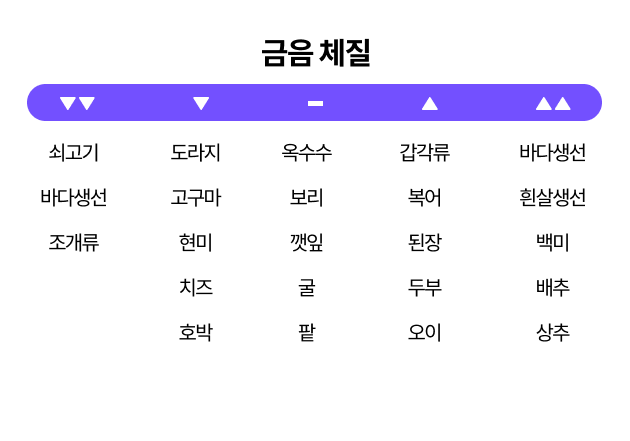 금음 체질
▼▼ ▼ ━ ▲ ▲▲
쇠고기 도라지 옥수수 갑각류 바다생선
바다생선 고구마 보리 복어 흰살생선
조개류 현미 깻잎 된장 백미
치즈 굴 두부 배추
호박 팥 오이 상추